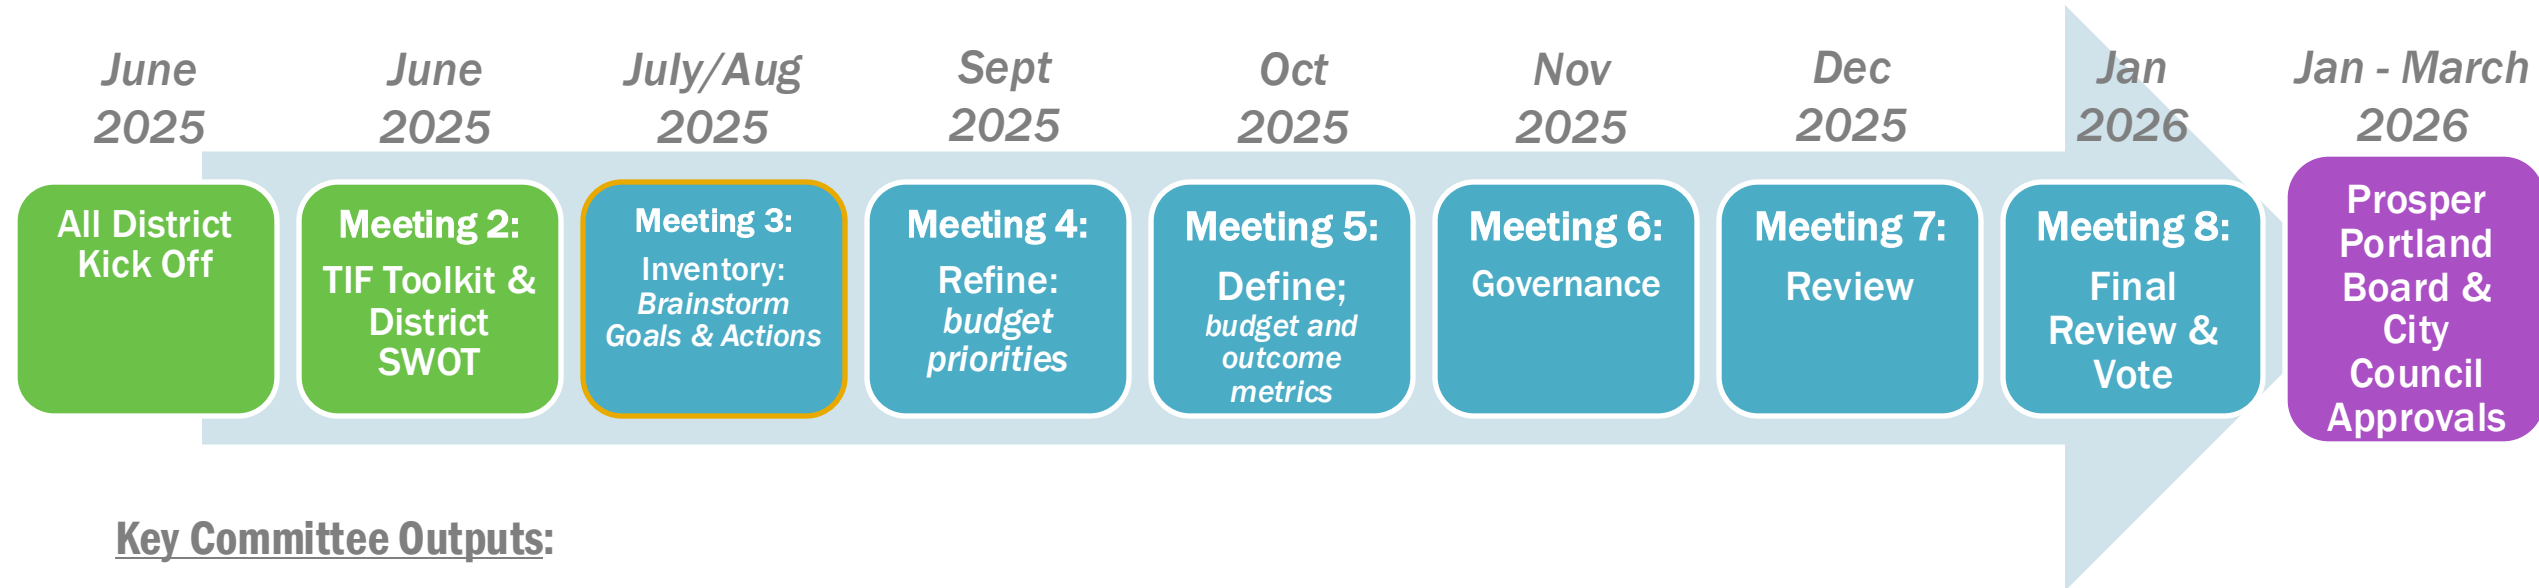 June
2025
June
2025
July/Aug
2025
Sept
2025
Oct
2025
Nov
2025
Dec
2025
Jan
2026
Jan - March
2026
All District
Kick Off
Meeting 2:
TIF Toolkit &
District
SWOT
Meeting 3:
Inventory:
Brainstorm
Goals & Actions
Meeting 4:
Refine:
budget
priorities
Meeting 5:
Define;
budget and
outcome
metrics
Meeting 6:
Governance
Meeting 7:
Review
Meeting 8:
Final
Review &
Vote
Prosper
Portland
Board &
City
Council
Approvals
Key Committee Outputs: